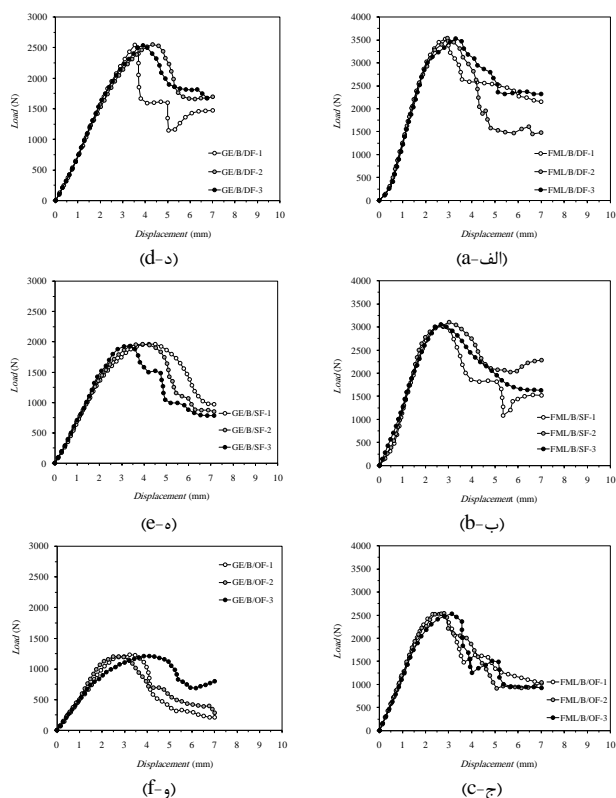 3000
2500
2000
1500
1000
500
0
Load (N)
GE/B/DF-1
GE/B/DF-2
GE/B/DF-3
0 1 2 3 4 5 6 7 8 9 10
Displacement (mm)
(d-د)
4000
3500
3000
2500
2000
1500
1000
500
0
Load (N)
FML/B/DF-1
FML/B/DF-2
FML/B/DF-3
0 1 2 3 4 5 6 7 8 9 10
Displacement (mm)
(a-الف)
3000
2500
2000
1500
1000
500
0
Load (N)
GE/B/SF-1
GE/B/SF-2
GE/B/SF-3
0 1 2 3 4 5 6 7 8 9 10
Displacement (mm)
(e-ه)
4000
3500
3000
2500
2000
1500
1000
500
0
Load (N)
FML/B/SF-1
FML/B/SF-2
FML/B/SF-3
0 1 2 3 4 5 6 7 8 9 10
Displacement (mm)
(b-ب)
3000
2500
2000
1500
1000
500
0
Load (N)
GE/B/OF-1
GE/B/OF-2
GE/B/OF-3
0 1 2 3 4 5 6 7 8 9 10
Displacement (mm)
(f-و)
4000
3500
3000
2500
2000
1500
1000
500
0
Load (N)
FML/B/OF-1
FML/B/OF-2
FML/B/OF-3
0 1 2 3 4 5 6 7 8 9 10
Displacement (mm)
(c-ج)